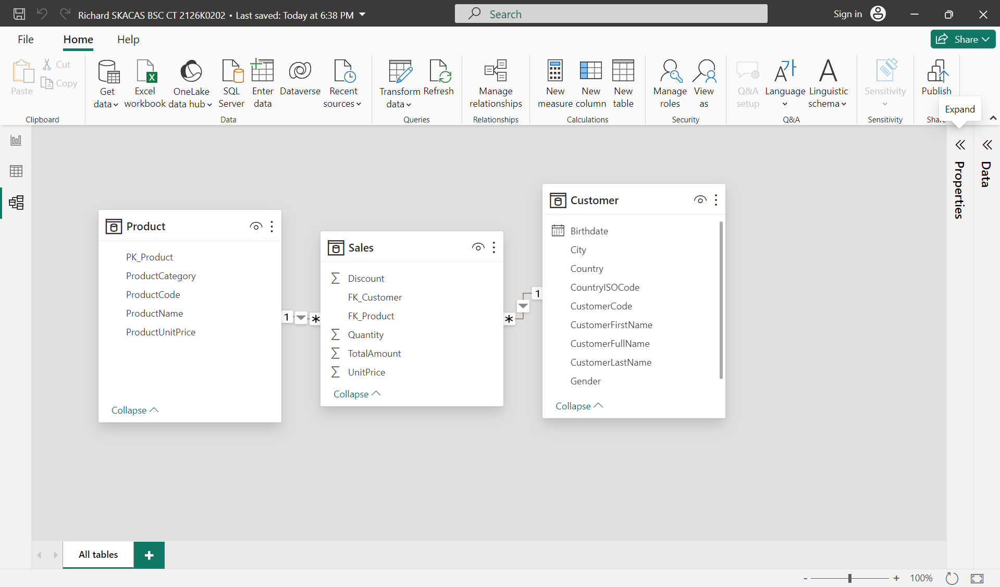 Richard SKACAS BSC CT 2126K0202 • Last saved: Today at 6:38 PM
Search
Sign in
File
Home
Help
Share
Paste
Cut
Copy
Get data
Excel workbook
OneLake data hub
SQL Server
Enter data
Dataverse
Recent sources
Transform data
Refresh
Manage relationships
New measure
New column
New table
Manage roles
View as
Q&A setup
Language
Linguistic schema
Sensitivity
Publish
Expand
Clipboard
Data
Queries
Relationships
Calculations
Security
Q&A
Sensitivity
Share
Properties
Data
Product
PK_Product
ProductCategory
ProductCode
ProductName
ProductUnitPrice
Collapse
1
*
Sales
Discount
FK_Customer
FK_Product
Quantity
TotalAmount
UnitPrice
Collapse
*
1
Customer
Birthdate
City
Country
CountryISOCode
CustomerCode
CustomerFirstName
CustomerFullName
CustomerLastName
Gender
Collapse
All tables
+
- + 100%